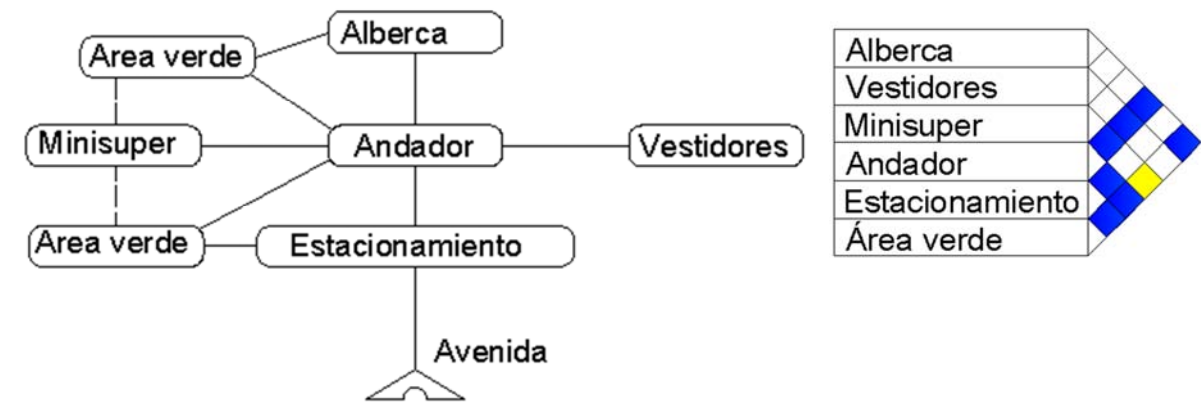 Alberca
Area verde
Minisuper
Andador
Vestidores
Area verde
Estacionamiento
Avenida
Alberca
Vestidores
Minisuper
Andador
Estacionamiento
Área verde